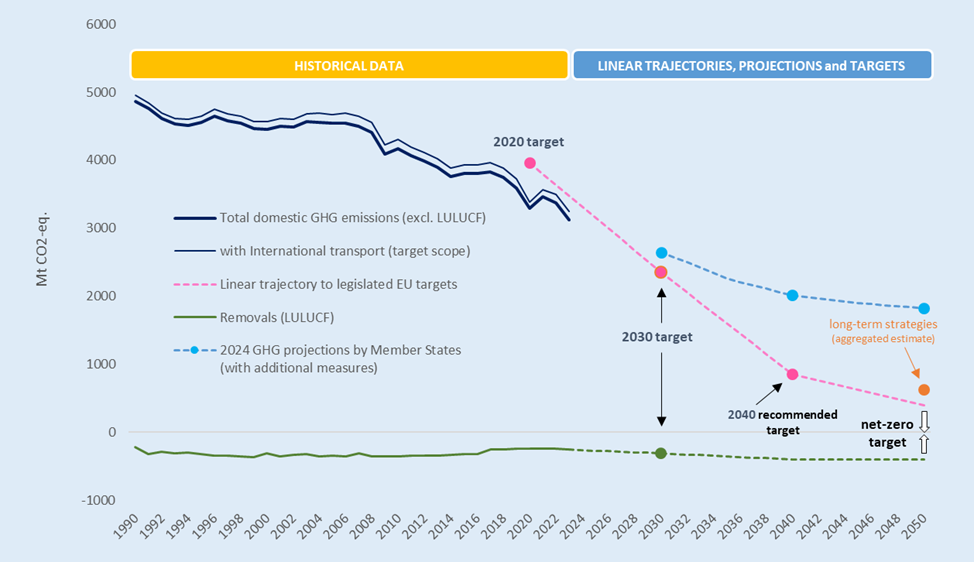 6000
HISTORICAL DATA
LINEAR TRAJECTORIES, PROJECTIONS and TARGETS
5000
2020 target
4000
Mt CO2-eq.
Total domestic GHG emissions (excl. LULUCF)
3000
with International transport (target scope)
Linear trajectory to legislated EU targets
2000
Removals (LULUCF)
long-term strategies
(aggregated estimate)
2030 target
2024 GHG projections by Member States
(with additional measures)
1000
2040 recommended
target
net-zero
target
0
-1000
1990 1992 1994 1996 1998 2000 2002 2004 2006 2008 2010 2012 2014 2016 2018 2020 2022 2024 2026 2028 2030 2032 2034 2036 2038 2040 2042 2044 2046 2048 2050